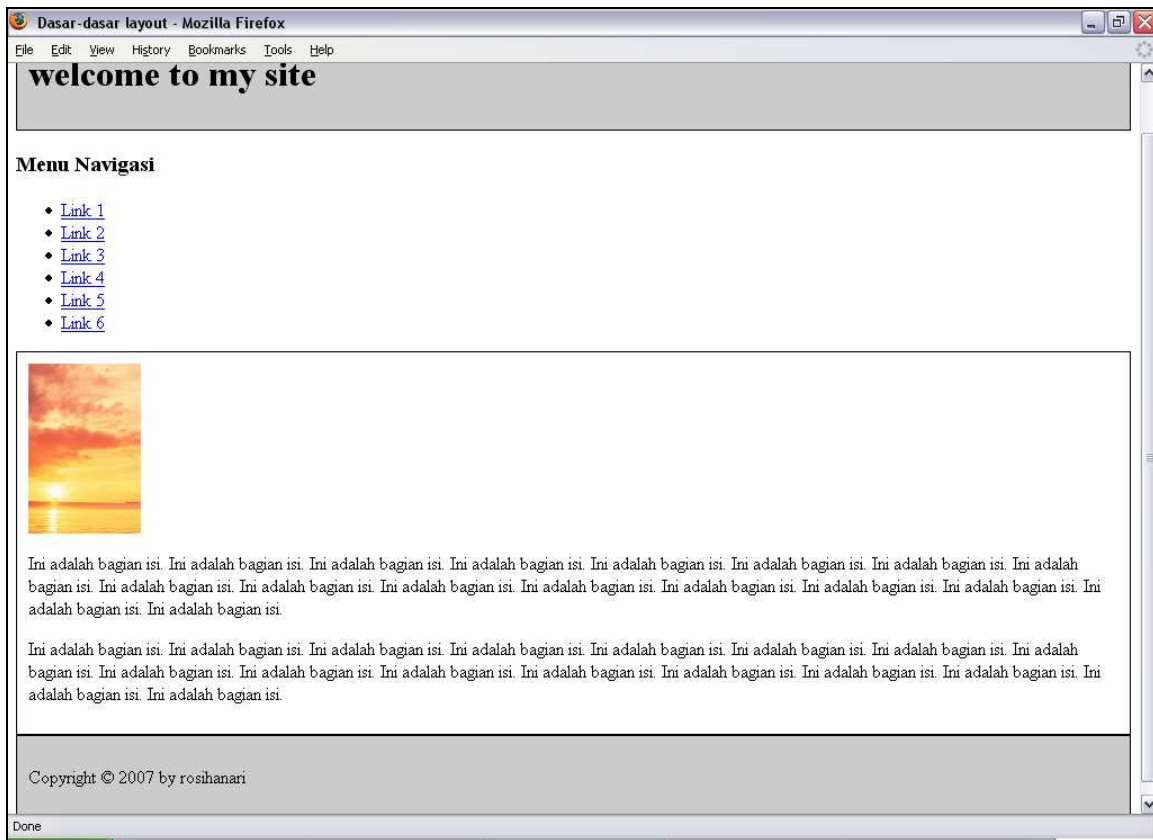 Dasar-dasar layout - Mozilla Firefox
File Edit View History Bookmarks Tools Help
welcome to my site
Menu Navigasi
Link 1
Link 2
Link 3
Link 4
Link 5
Link 6
Ini adalah bagian isi. Ini adalah bagian isi. Ini adalah bagian isi. Ini adalah bagian isi. Ini adalah bagian isi. Ini adalah bagian isi. Ini adalah bagian isi. Ini adalah
bagian isi. Ini adalah bagian isi. Ini adalah bagian isi. Ini adalah bagian isi. Ini adalah bagian isi. Ini adalah bagian isi. Ini adalah bagian isi. Ini adalah bagian isi. Ini
adalah bagian isi. Ini adalah bagian isi.
Ini adalah bagian isi. Ini adalah bagian isi. Ini adalah bagian isi. Ini adalah bagian isi. Ini adalah bagian isi. Ini adalah bagian isi. Ini adalah bagian isi. Ini adalah
bagian isi. Ini adalah bagian isi. Ini adalah bagian isi. Ini adalah bagian isi. Ini adalah bagian isi. Ini adalah bagian isi. Ini adalah bagian isi. Ini adalah bagian isi. Ini
adalah bagian isi. Ini adalah bagian isi.
Copyright © 2007 by rosihanari
Done